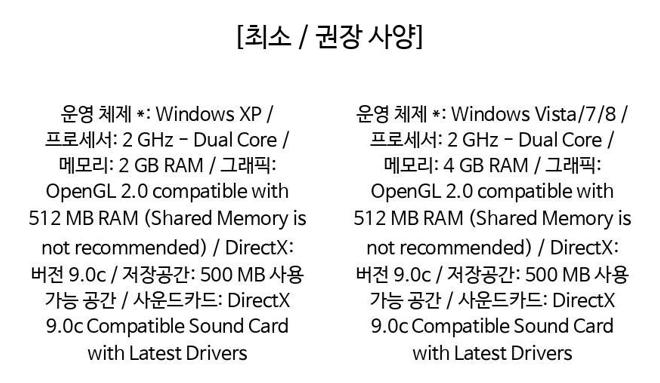 [최소 / 권장 사양]
운영 체제 *: Windows XP /
프로세서: 2 GHz – Dual Core /
메모리: 2 GB RAM / 그래픽:
OpenGL 2.0 compatible with
512 MB RAM (Shared Memory is
not recommended) / DirectX:
버전 9.0c / 저장공간: 500 MB 사용
가능 공간 / 사운드카드: DirectX
9.0c Compatible Sound Card
with Latest Drivers
운영 체제 *: Windows Vista/7/8 /
프로세서: 2 GHz – Dual Core /
메모리: 4 GB RAM / 그래픽:
OpenGL 2.0 compatible with
512 MB RAM (Shared Memory is
not recommended) / DirectX:
버전 9.0c / 저장공간: 500 MB 사용
가능 공간 / 사운드카드: DirectX
9.0c Compatible Sound Card
with Latest Drivers